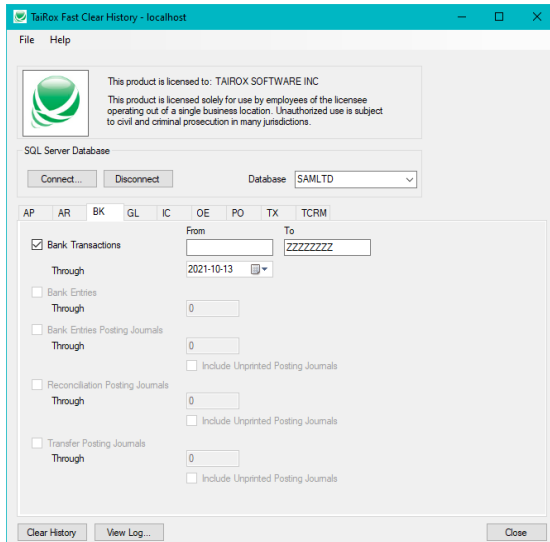 TaiRox Fast Clear History - localhost
File Help
This product is licensed to: TAIROX SOFTWARE INC
This product is licensed solely for use by employees of the licensee
operating out of a single business location. Unauthorized use is subject
to civil and criminal prosecution in many jurisdictions.
SQL Server Database
Connect... Disconnect Database SAMLTD
AP AR BK GL IC OE PO TX TCRM
From To
Bank Transactions ZZZZZZZZ
Through 2021-10-13
Bank Entries
Through 0
Bank Entries Posting Journals
Through 0
Include Unprinted Posting Journals
Reconciliation Posting Journals
Through 0
Include Unprinted Posting Journals
Transfer Posting Journals
Through 0
Include Unprinted Posting Journals
Clear History View Log... Close